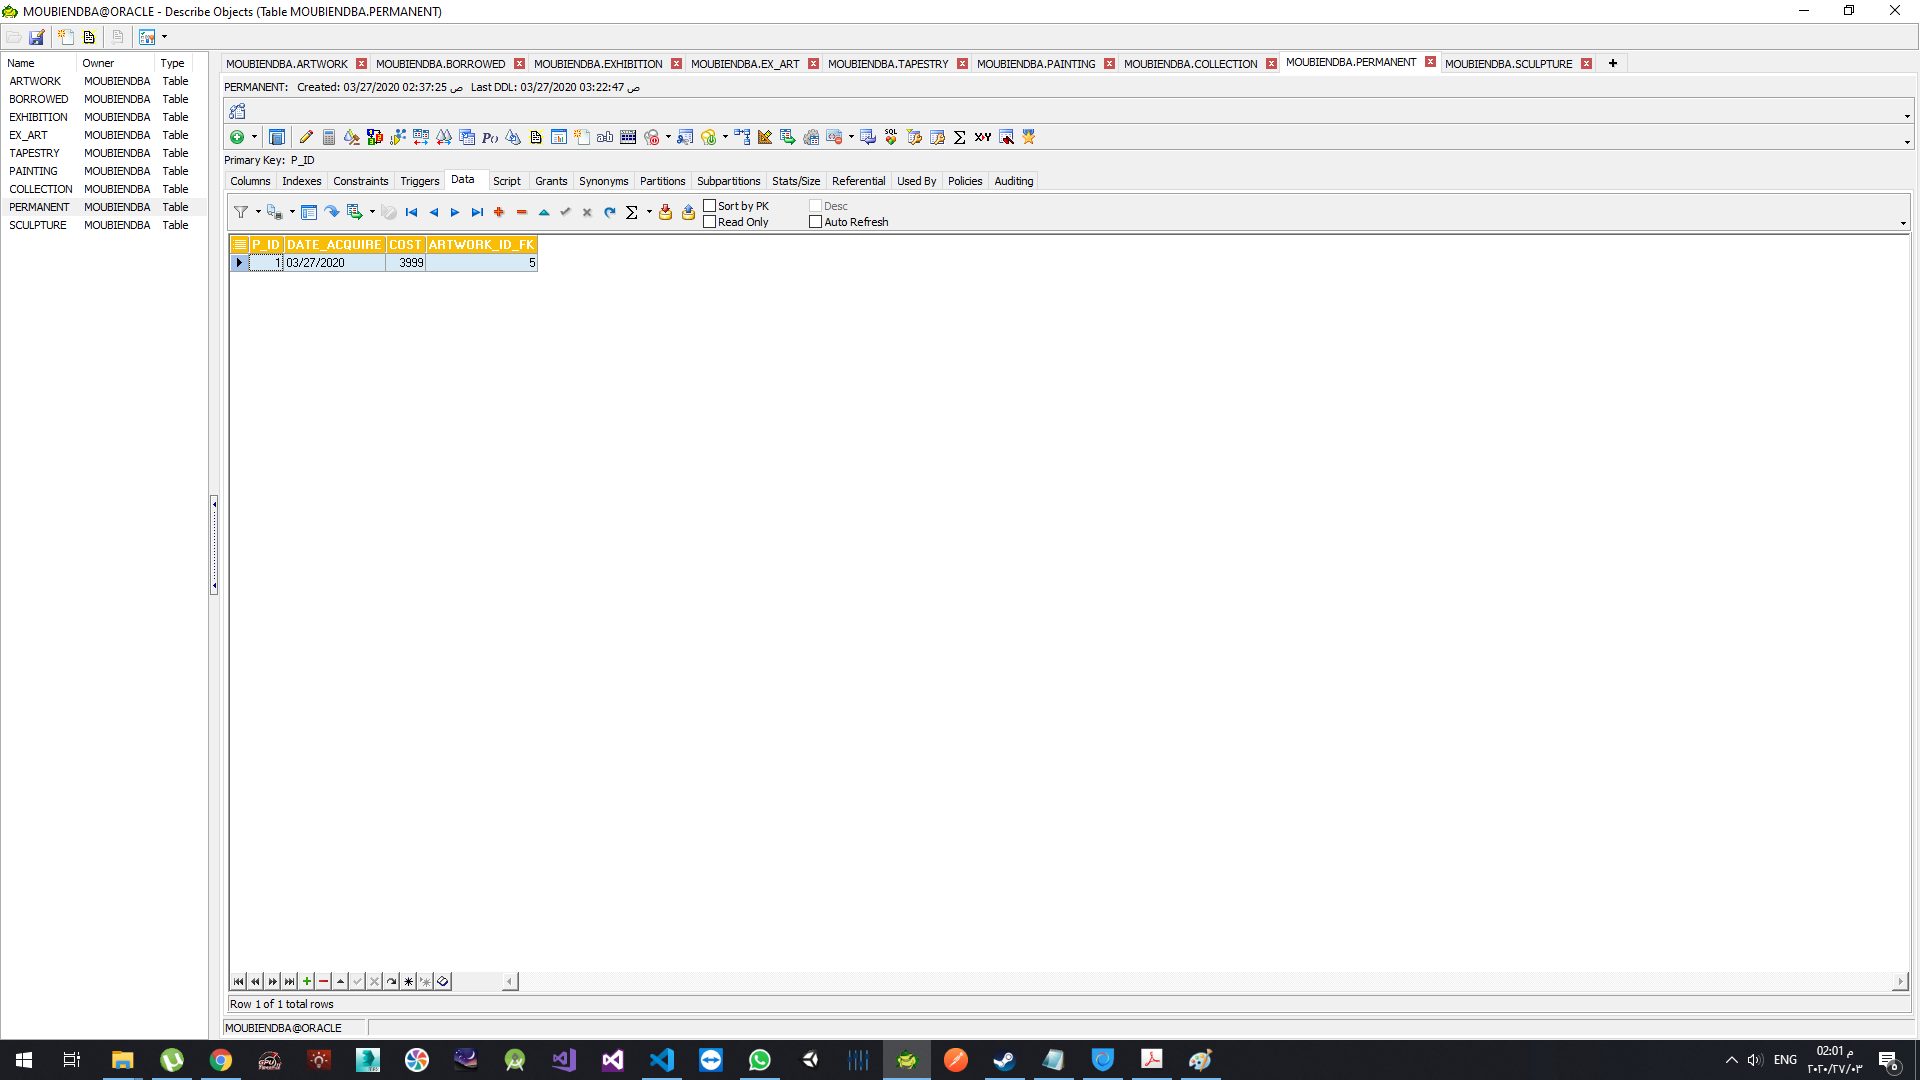 MOUBIENDBA@ORACLE - Describe Objects (Table MOUBIENDBA.PERMANENT)
Name Owner Type
ARTWORK MOUBIENDBA Table
BORROWED MOUBIENDBA Table
EXHIBITION MOUBIENDBA Table
EX_ART MOUBIENDBA Table
TAPESTRY MOUBIENDBA Table
PAINTING MOUBIENDBA Table
COLLECTION MOUBIENDBA Table
PERMANENT MOUBIENDBA Table
SCULPTURE MOUBIENDBA Table
MOUBIENDBA.ARTWORK MOUBIENDBA.BORROWED MOUBIENDBA.EXHIBITION MOUBIENDBA.EX_ART MOUBIENDBA.TAPESTRY MOUBIENDBA.PAINTING MOUBIENDBA.COLLECTION MOUBIENDBA.PERMANENT MOUBIENDBA.SCULPTURE
PERMANENT: Created: 03/27/2020 02:37:25 ص Last DDL: 03/27/2020 03:22:47 ص
Primary Key: P_ID
Columns Indexes Constraints Triggers Data Script Grants Synonyms Partitions Subpartitions Stats/Size Referential Used By Policies Auditing
Sort by PK Desc
Read Only Auto Refresh
P_ID DATE_ACQUIRE COST ARTWORK_ID_FK
1 03/27/2020 3999 5
Row 1 of 1 total rows
MOUBIENDBA@ORACLE
ENG
02:01 م
٢٠٢٠/٢٧/٠٣